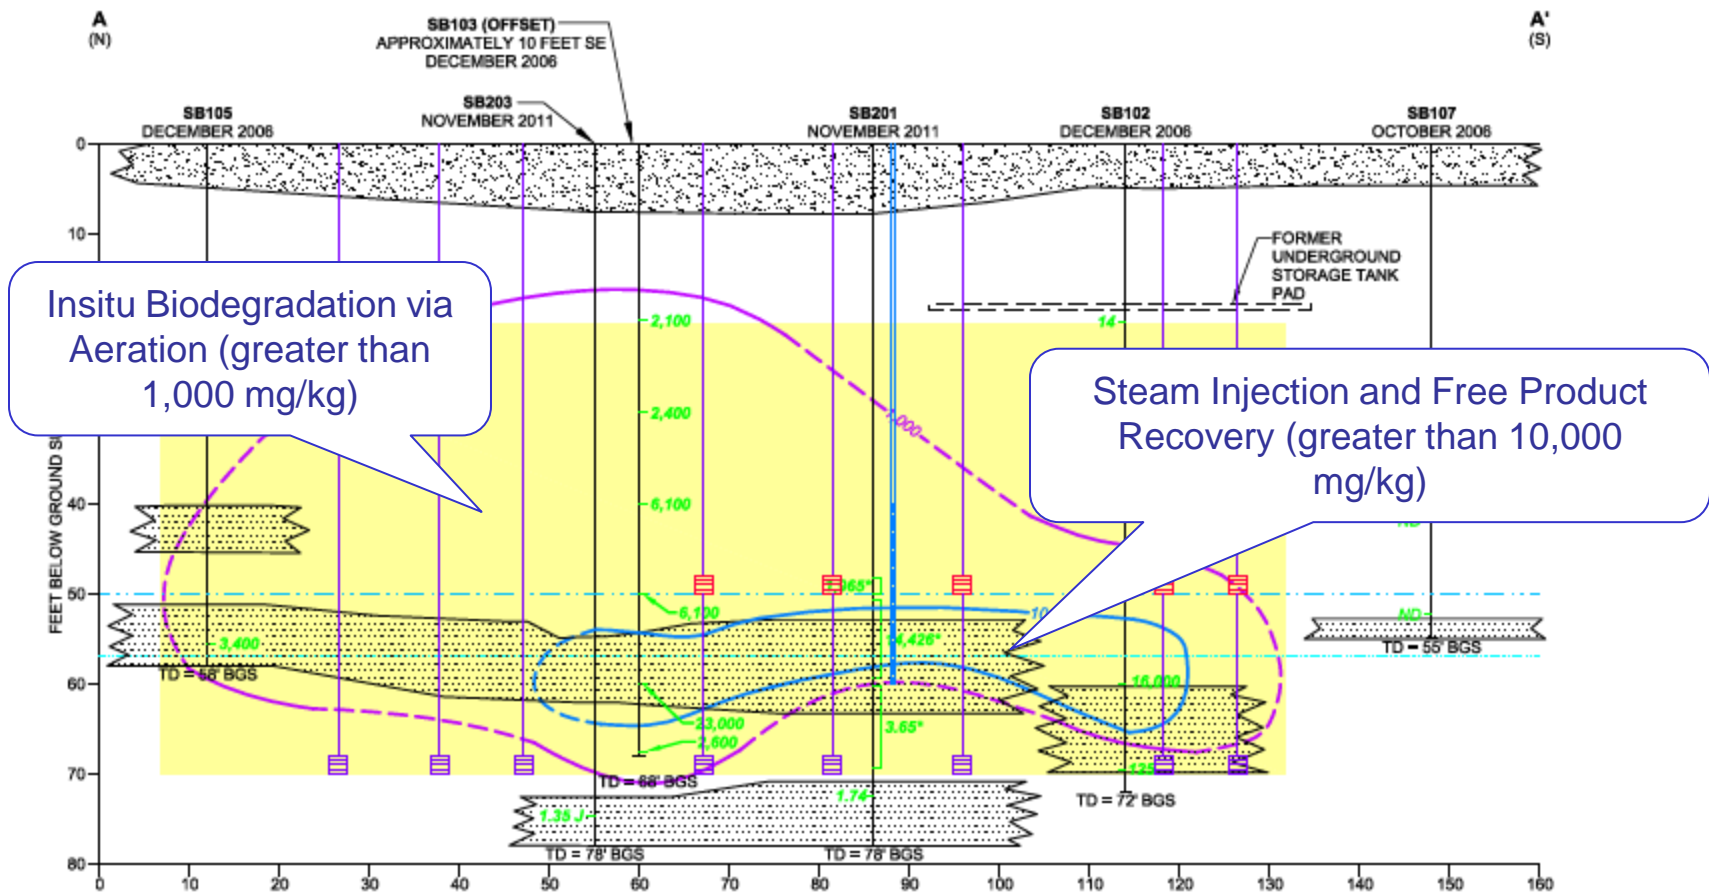 A
(N)
SB103 (OFFSET)
APPROXIMATELY 10 FEET SE
DECEMBER 2006
A'
(S)
SB105
DECEMBER 2006
SB203
NOVEMBER 2011
SB201
NOVEMBER 2011
SB102
DECEMBER 2006
SB107
OCTOBER 2006
0
10
FORMER
UNDERGROUND
STORAGE TANK
PAD
Insitu Biodegradation via
Aeration (greater than
1,000 mg/kg)
2,100
14
Steam Injection and Free Product
Recovery (greater than 10,000
mg/kg)
2,400
1,000
FEET BELOW GROUND
40
6,100
ND
50
6,100
10
ND
3,400
14,426*
TD = 58' BGS
TD = 55' BGS
60
16,000
23,000
3.65*
2,600
70
TD = 68' BGS
125
1.74
TD = 72' BGS
1.35 J
TD = 78' BGS
TD = 78' BGS
80
0 10 20 30 40 50 60 70 80 90 100 110 120 130 140 150 160